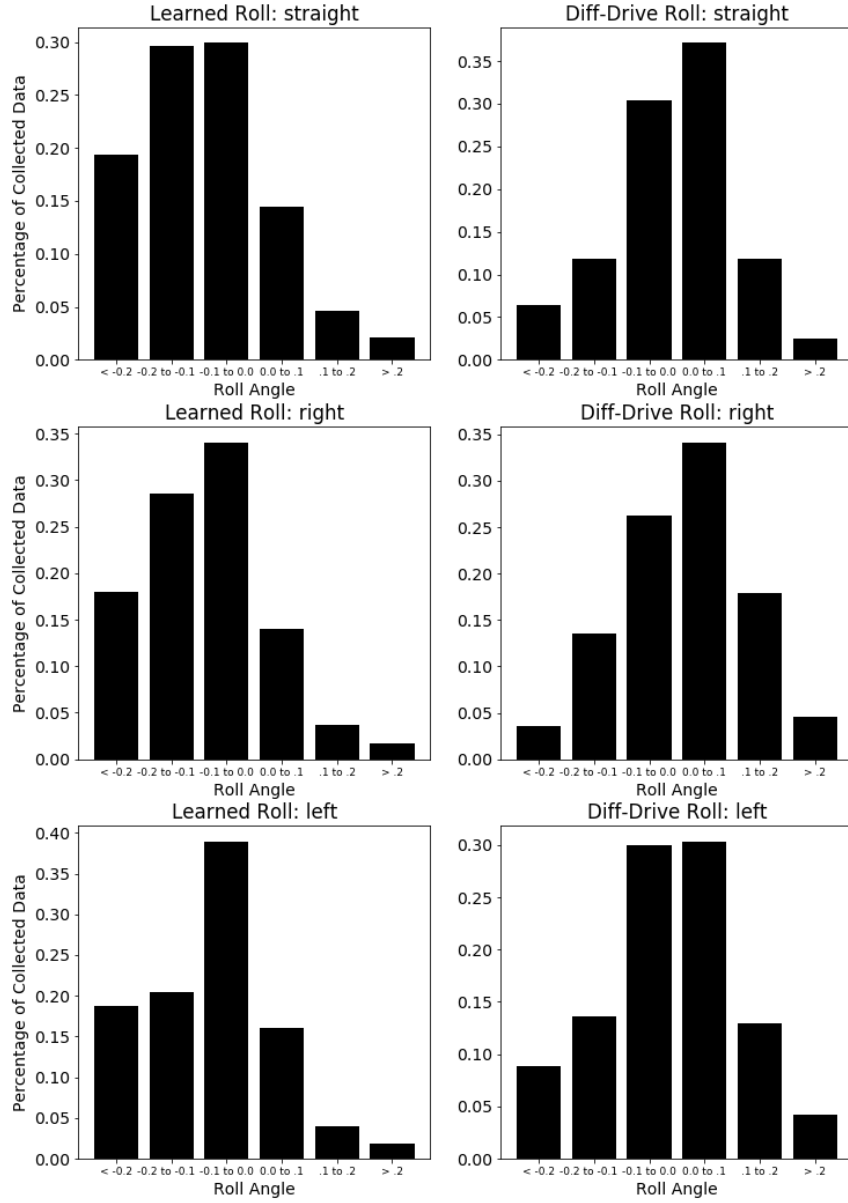 Learned Roll: straight
Percentage of Collected Data
0.30
0.25
0.20
0.15
0.10
0.05
0.00
< -0.2 -0.2 to -0.1 -0.1 to 0.0 0.0 to .1 .1 to .2 > .2
Roll Angle
Diff-Drive Roll: straight
0.35
0.30
0.25
0.20
0.15
0.10
0.05
0.00
< -0.2 -0.2 to -0.1 -0.1 to 0.0 0.0 to .1 .1 to .2 > .2
Roll Angle
Learned Roll: right
Percentage of Collected Data
0.35
0.30
0.25
0.20
0.15
0.10
0.05
0.00
< -0.2 -0.2 to -0.1 -0.1 to 0.0 0.0 to .1 .1 to .2 > .2
Roll Angle
Diff-Drive Roll: right
0.35
0.30
0.25
0.20
0.15
0.10
0.05
0.00
< -0.2 -0.2 to -0.1 -0.1 to 0.0 0.0 to .1 .1 to .2 > .2
Roll Angle
Learned Roll: left
Percentage of Collected Data
0.40
0.35
0.30
0.25
0.20
0.15
0.10
0.05
0.00
< -0.2 -0.2 to -0.1 -0.1 to 0.0 0.0 to .1 .1 to .2 > .2
Roll Angle
Diff-Drive Roll: left
0.30
0.25
0.20
0.15
0.10
0.05
0.00
< -0.2 -0.2 to -0.1 -0.1 to 0.0 0.0 to .1 .1 to .2 > .2
Roll Angle